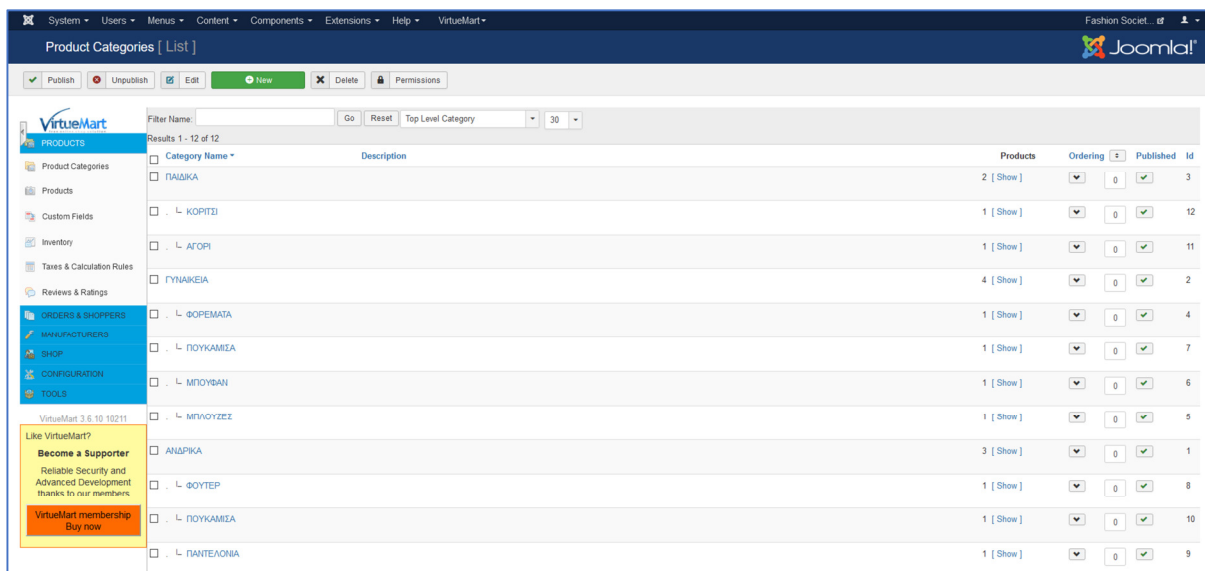 System Users Menus Content Components Extensions Help VirtueMart Fashion Societ...
Product Categories [ List ] Joomla!
Publish Unpublish Edit New Delete Permissions
VirtueMart
Filter Name: Go Reset Top Level Category 30
Results 1 - 12 of 12
PRODUCTS
Product Categories
Products
Custom Fields
Inventory
Taxes & Calculation Rules
Reviews & Ratings
ORDERS & SHOPPERS
MANUFACTURERS
SHOP
CONFIGURATION
TOOLS
VirtueMart 3.6.10 10211
Like VirtueMart?
Become a Supporter
Reliable Security and
Advanced Development
thanks to our members
VirtueMart membership
Buy now
Category Name Description Products Ordering Published Id
ΠΑΙΔΙΚΑ 2 [ Show ] 0 3
. ΚΟΡΙΤΣΙ 1 [ Show ] 0 12
. ΑΓΟΡΙ 1 [ Show ] 0 11
ΓΥΝΑΙΚΕΙΑ 4 [ Show ] 0 2
. ΦΟΡΕΜΑΤΑ 1 [ Show ] 0 4
. ΠΟΥΚΑΜΙΣΑ 1 [ Show ] 0 7
. ΜΠΟΥΦΑΝ 1 [ Show ] 0 6
. ΜΠΛΟΥΖΕΣ 1 [ Show ] 0 5
ΑΝΔΡΙΚΑ 3 [ Show ] 0 1
. ΦΟΥΤΕΡ 1 [ Show ] 0 8
. ΠΟΥΚΑΜΙΣΑ 1 [ Show ] 0 10
. ΠΑΝΤΕΛΟΝΙΑ 1 [ Show ] 0 9